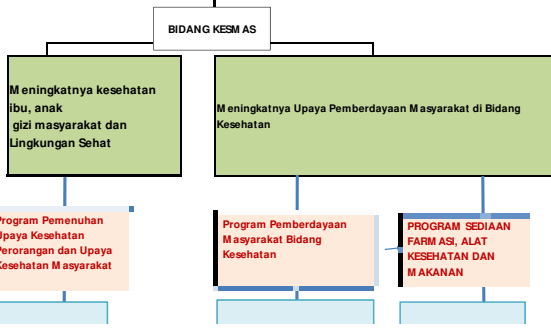 BIDANG KESMAS
Meningkatnya kesehatan
ibu, anak
gizi masyarakat dan
Lingkungan Sehat
Meningkatnya Upaya Pemberdayaan Masyarakat di Bidang
Kesehatan
Program Pemenuhan
Upaya Kesehatan
Perorangan dan Upaya
Kesehatan Masyarakat
Program Pemberdayaan
Masyarakat Bidang
Kesehatan
PROGRAM SEDIAAN
FARMASI, ALAT
KESEHATAN DAN
MAKANAN